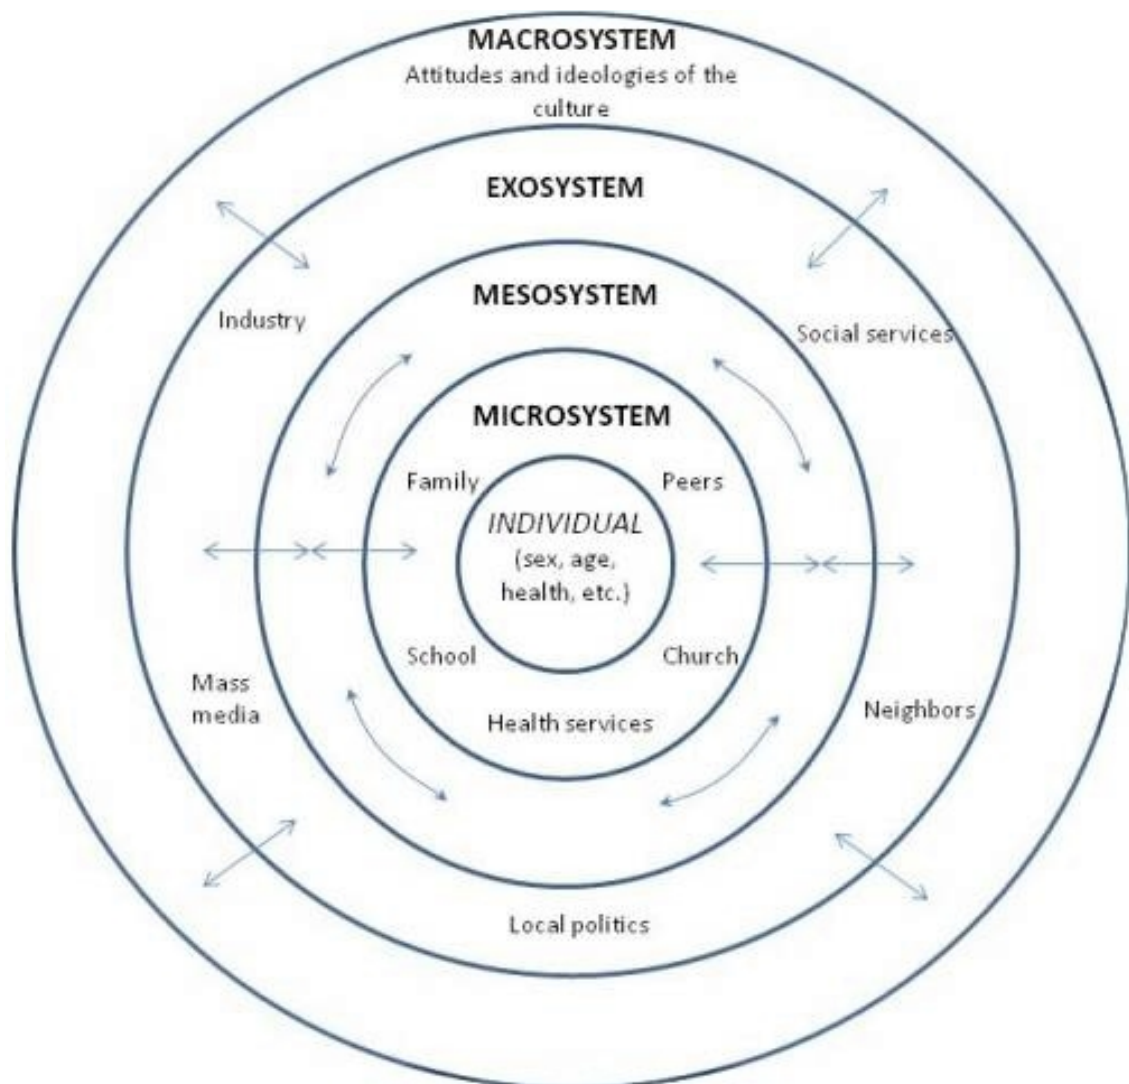 MACROSYSTEM
Attitudes and ideologies of the
culture
EXOSYSTEM
MESOSYSTEM
Industry
Social services
MICROSYSTEM
Family
Peers
INDIVIDUAL
(sex, age,
health, etc.)
School
Church
Mass
media
Neighbors
Health services
Local politics